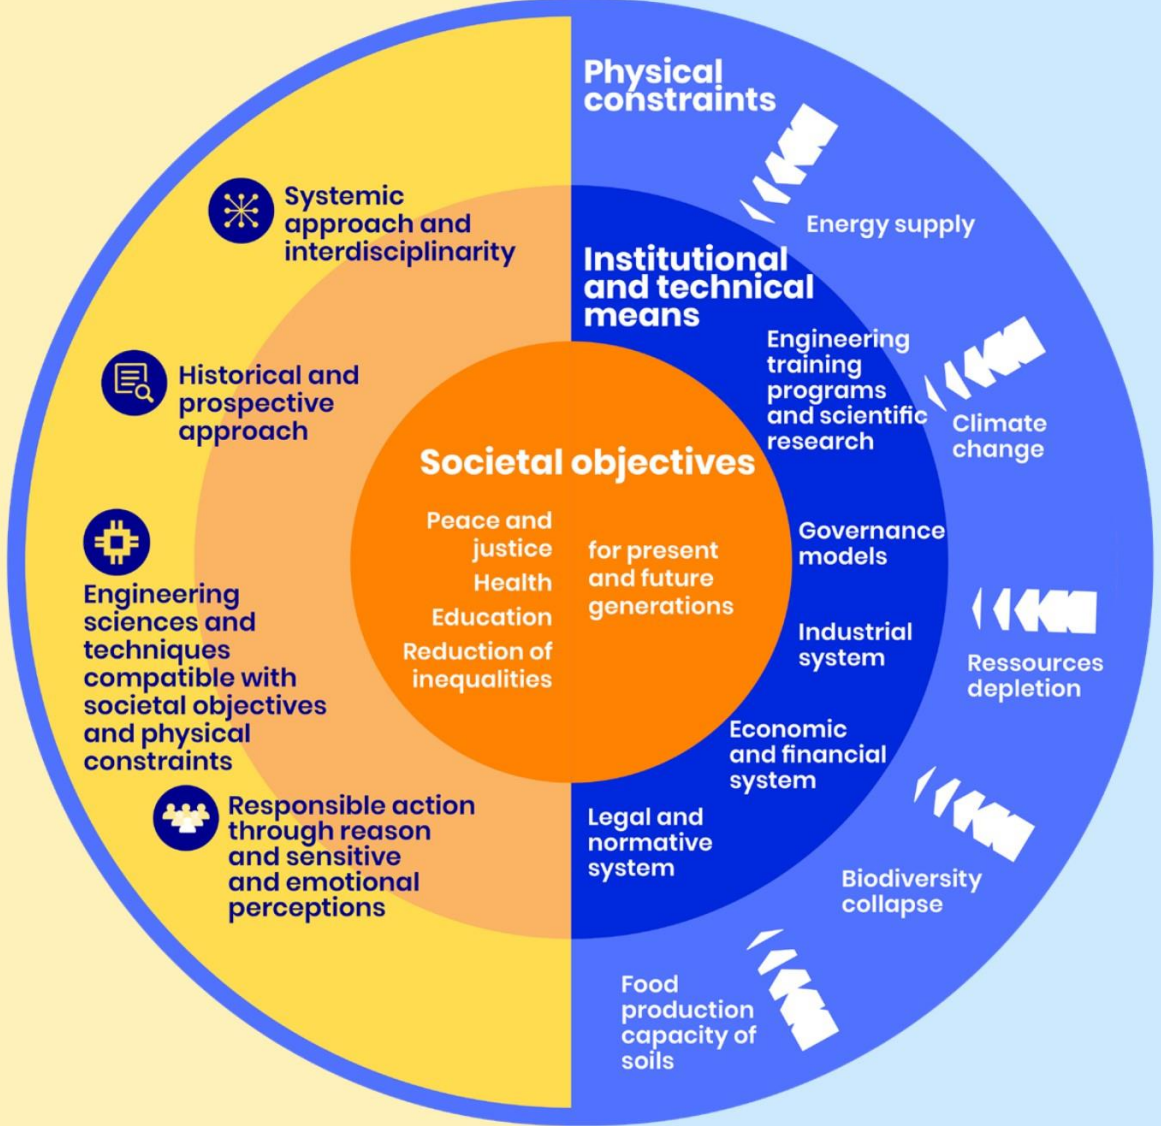 Physical
constraints
Energy supply
Climate
change
Ressources
depletion
Biodiversity
collapse
Food
production
capacity of
soils
Institutional
and technical
means
Engineering
training
programs
and scientific
research
Governance
models
Industrial
system
Economic
and financial
system
Legal and
normative
system
Societal objectives
Peace and
justice
Health
Education
Reduction of
inequalities
for present
and future
generations
Systemic
approach and
interdisciplinarity
Historical and
prospective
approach
Engineering
sciences and
techniques
compatible with
societal objectives
and physical
constraints
Responsible action
through reason
and sensitive
and emotional
perceptions